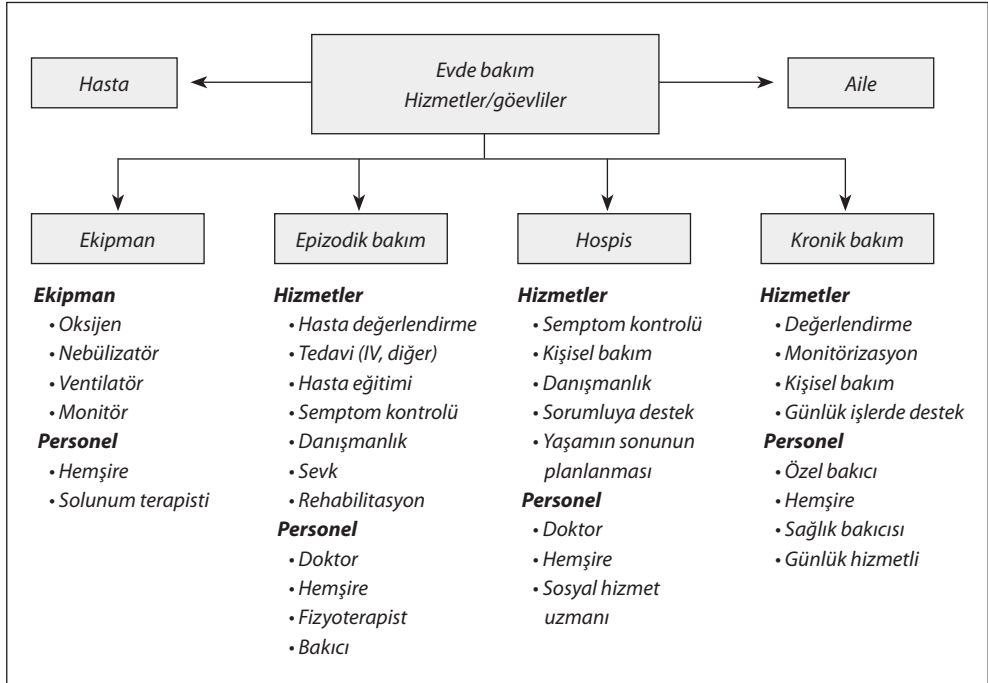 Hasta
Evde bakım
Hizmetler/göevliler
Aile
Ekipman
Epizodik bakım
Hospis
Kronik bakım
Ekipman
• Oksijen
• Nebülizatör
• Ventilatör
• Monitör
Personel
• Hemşire
• Solunum terapisti
Hizmetler
• Hasta değerlendirme
• Tedavi (IV, diğer)
• Hasta eğitimi
• Semptom kontrolü
• Danışmanlık
• Sevk
• Rehabilitasyon
Personel
• Doktor
• Hemşire
• Fizyoterapist
• Bakıcı
Hizmetler
• Semptom kontrolü
• Kişisel bakım
• Danışmanlık
• Sorumluya destek
• Yaşamın sonunun
planlanması
Personel
• Doktor
• Hemşire
• Sosyal hizmet
uzmanı
Hizmetler
• Değerlendirme
• Monitörizasyon
• Kişisel bakım
• Günlük işlerde destek
Personel
• Özel bakıcı
• Hemşire
• Sağlık bakıcısı
• Günlük hizmetli